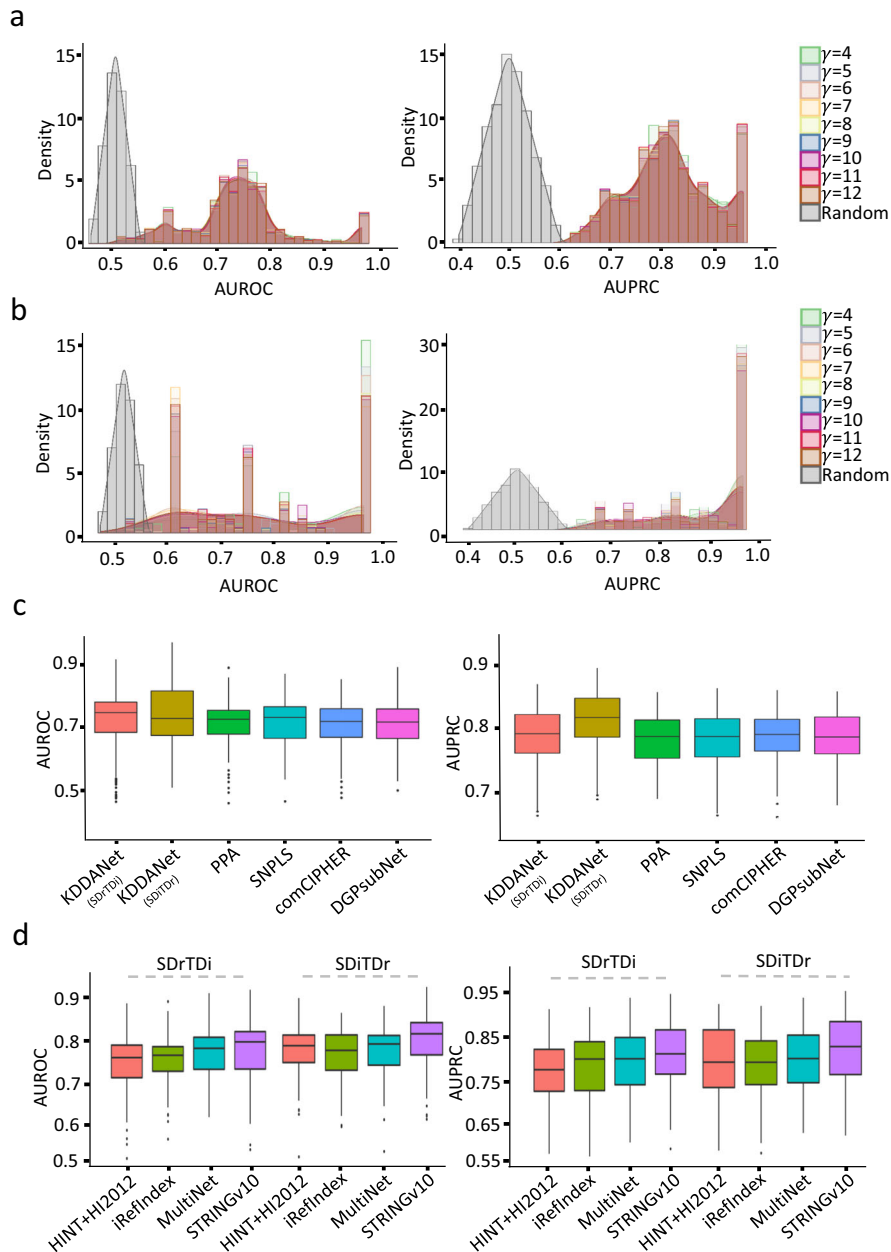 a
15
10
5
0
Density
0.5
0.6
0.7
0.8
0.9
1.0
AUROC
15
10
5
0
Density
0.4
0.5
0.6
0.7
0.8
0.9
1.0
AUPRC
γ=4
γ=5
γ=6
γ=7
γ=8
γ=9
γ=10
γ=11
γ=12
Random
b
15
10
5
0
Density
0.5
0.6
0.7
0.8
0.9
1.0
AUROC
30
20
10
0
Density
0.4
0.5
0.6
0.7
0.8
0.9
1.0
AUPRC
γ=4
γ=5
γ=6
γ=7
γ=8
γ=9
γ=10
γ=11
γ=12
Random
c
0.9
0.7
0.5
AUROC
KDDANet
(SDrTDi)
KDDANet
(SDiTDr)
PPA
SNPLS
comCIPHER
DGPsubNet
0.9
0.8
0.7
AUPRC
KDDANet
(SDrTDi)
KDDANet
(SDiTDr)
PPA
SNPLS
comCIPHER
DGPsubNet
d
SDrTDi
SDiTDr
0.9
0.8
0.7
0.6
0.5
AUROC
HINT+HI2012
iRefIndex
MultiNet
STRINGv10
HINT+HI2012
iRefIndex
MultiNet
STRINGv10
SDrTDi
SDiTDr
0.95
0.85
0.75
0.65
0.55
AUPRC
HINT+HI2012
iRefIndex
MultiNet
STRINGv10
HINT+HI2012
iRefIndex
MultiNet
STRINGv10